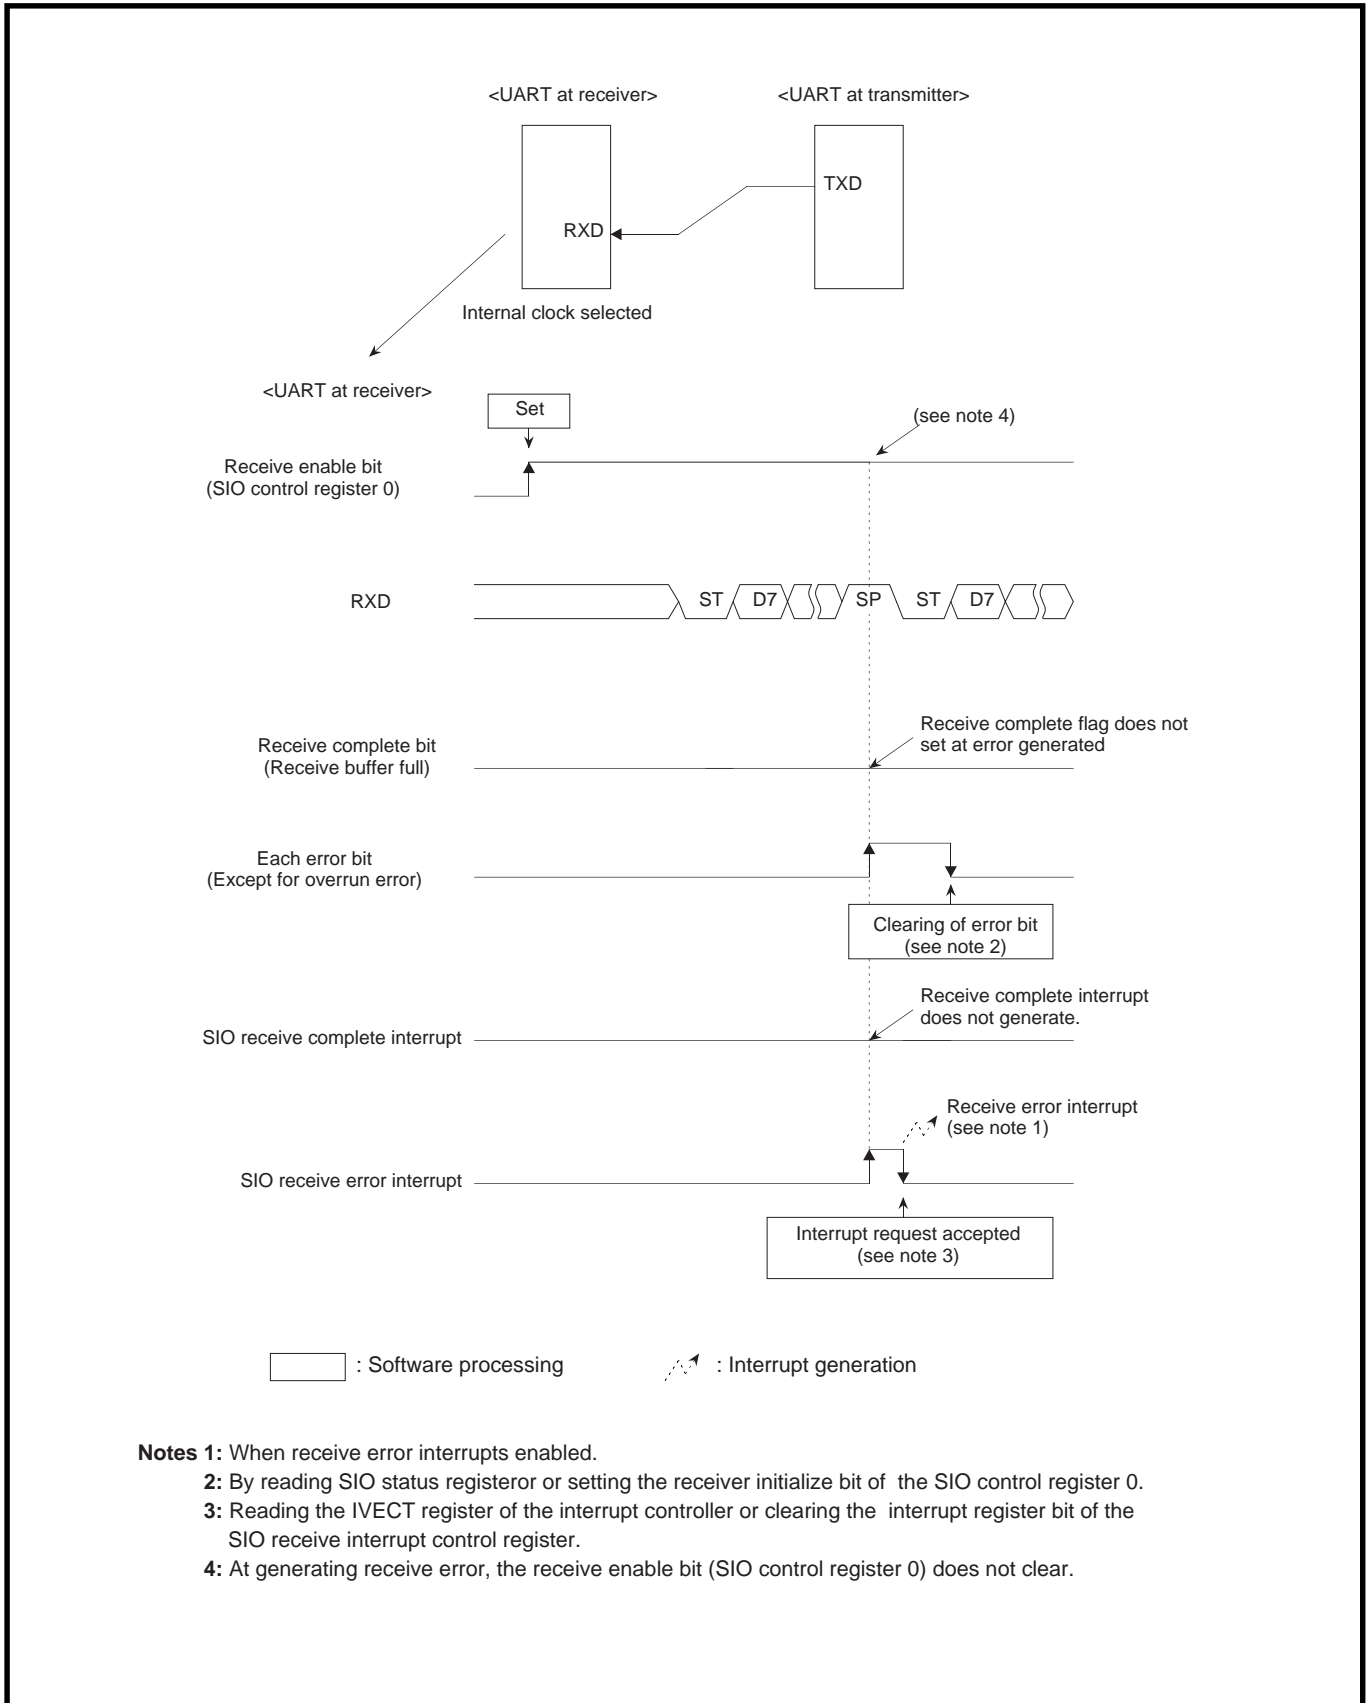 <UART at receiver>
<UART at transmitter>
TXD
RXD
Internal clock selected
<UART at receiver>
Set
(see note 4)
Receive enable bit
(SIO control register 0)
RXD
ST
D7
SP
ST
D7
Receive complete flag does not
set at error generated
Receive complete bit
(Receive buffer full)
Each error bit
(Except for overrun error)
Clearing of error bit
(see note 2)
Receive complete interrupt
does not generate.
SIO receive complete interrupt
Receive error interrupt
(see note 1)
SIO receive error interrupt
Interrupt request accepted
(see note 3)
: Software processing
: Interrupt generation
Notes 1: When receive error interrupts enabled.
2: By reading SIO status registeror or setting the receiver initialize bit of the SIO control register 0.
3: Reading the IVECT register of the interrupt controller or clearing the interrupt register bit of the
SIO receive interrupt control register.
4: At generating receive error, the receive enable bit (SIO control register 0) does not clear.